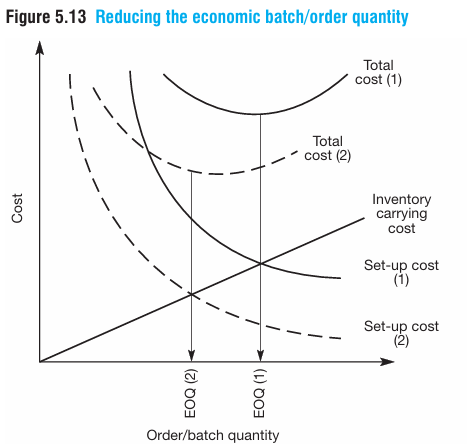 Figure 5.13 Reducing the economic batch/order quantity
Total
cost (1)
Total
cost (2)
Inventory
carrying
cost
Cost
Set-up cost
(1)
Set-up cost
(2)
EOQ (2)
EOQ (1)
Order/batch quantity